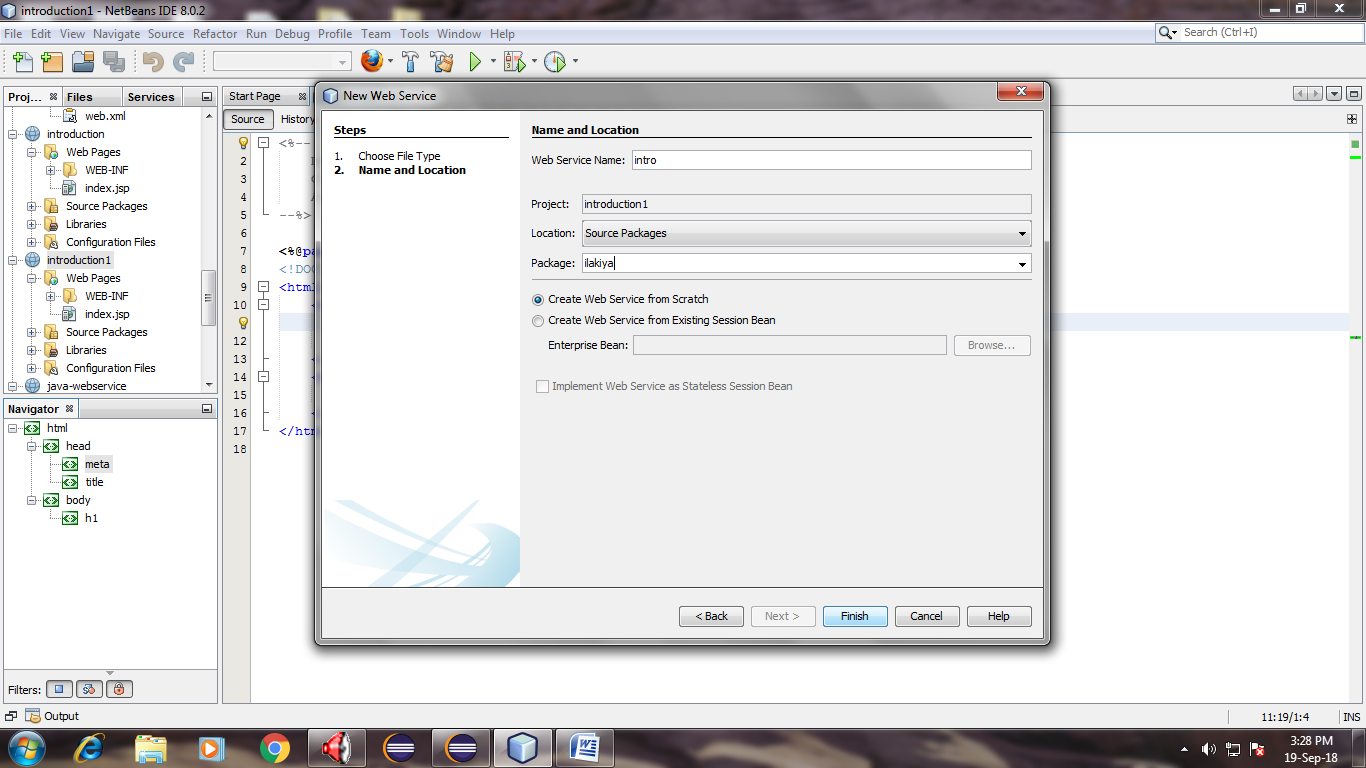 introduction1 - NetBeans IDE 8.0.2
File Edit View Navigate Source Refactor Run Debug Profile Team Tools Window Help
Search (Ctrl+I)
Proj... Files Services
web.xml
introduction
Web Pages
WEB-INF
index.jsp
Source Packages
Libraries
Configuration Files
introduction1
Web Pages
WEB-INF
index.jsp
Source Packages
Libraries
Configuration Files
java-webservice
Navigator
html
head
meta
title
body
h1
Filters:
Output
Start Page
Source History
<%--
2
3
4
5 --%>
6
7 <%@pa
8 <!DOC
9 <html
10 <
12
13 <
14 <
15
16 <
17 </htm
18
New Web Service
Steps
1. Choose File Type
2. Name and Location
Name and Location
Web Service Name: intro
Project: introduction1
Location: Source Packages
Package: ilakiya
Create Web Service from Scratch
Create Web Service from Existing Session Bean
Enterprise Bean: Browse...
Implement Web Service as Stateless Session Bean
< Back Next > Finish Cancel Help
11:19/1:4 INS
3:28 PM
19-Sep-18